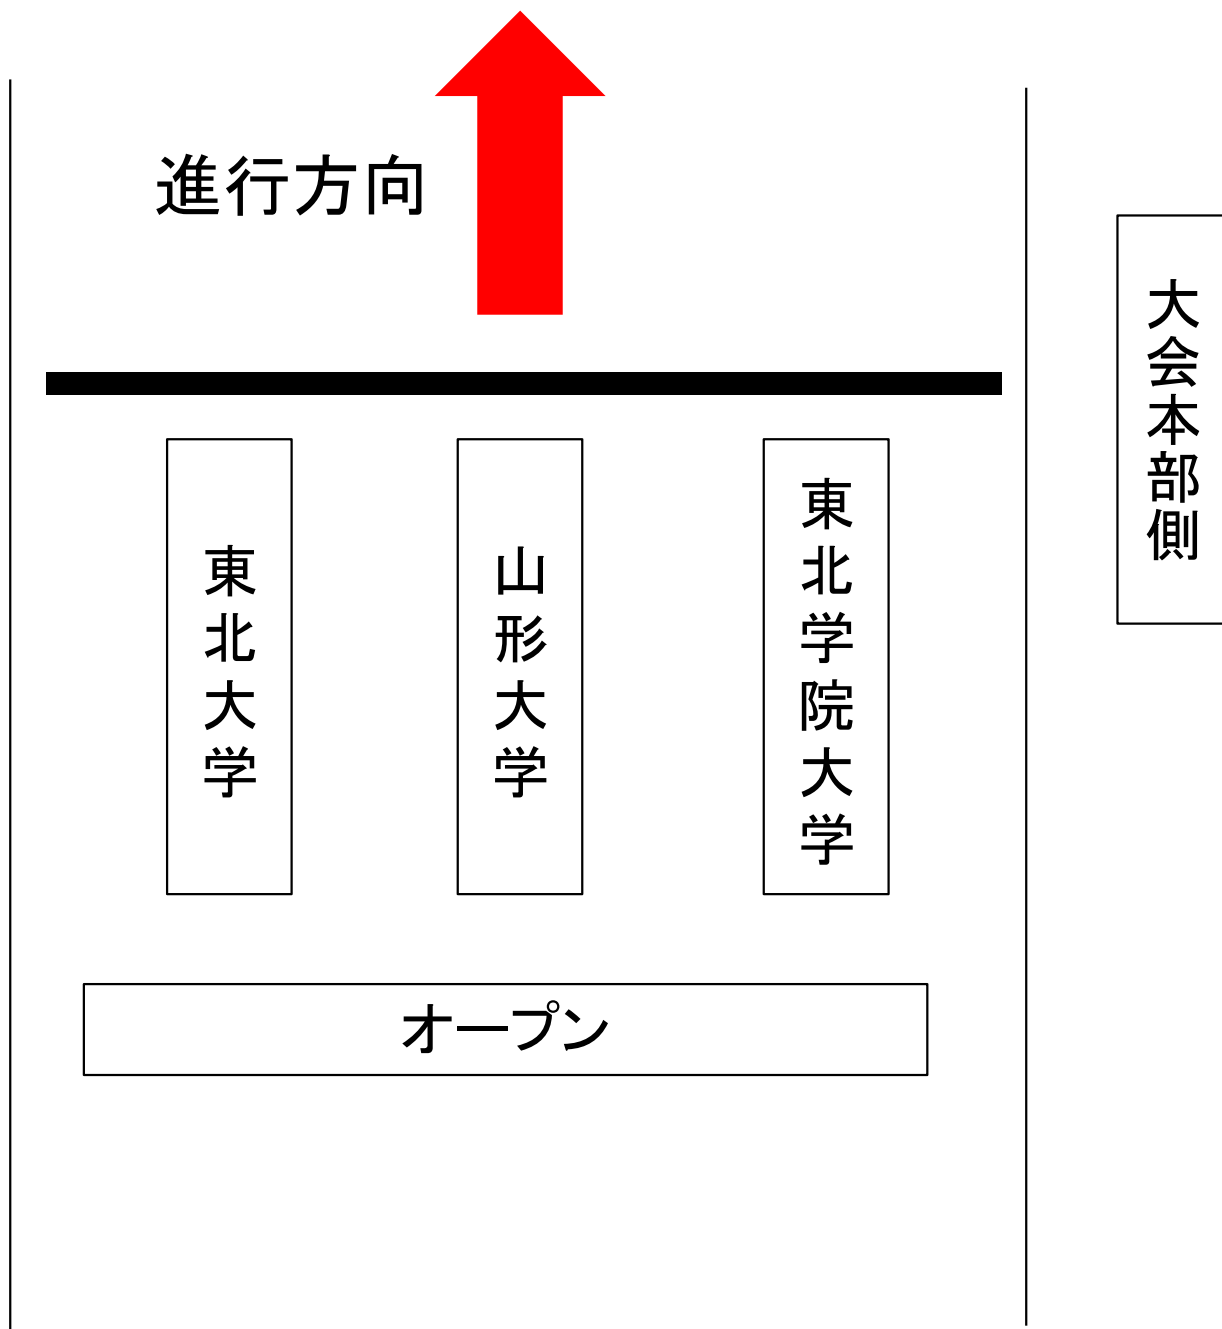 進行方向
大会本部側
東北大学
山形大学
東北学院大学
オープン